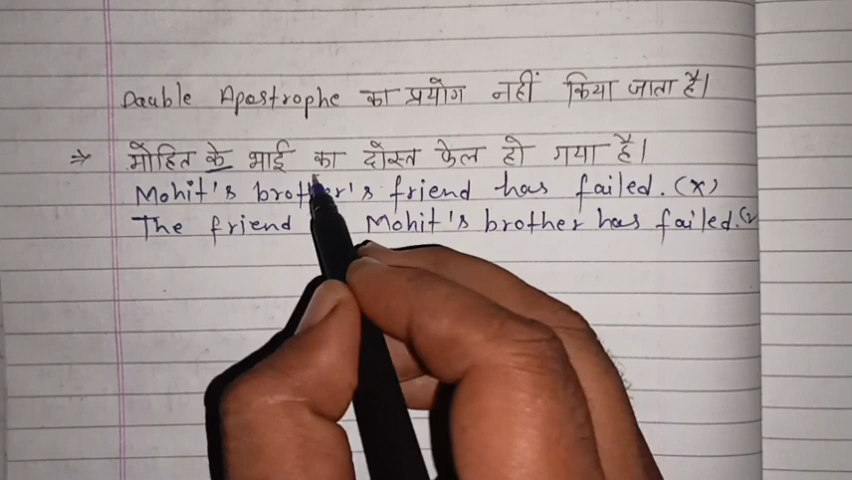 Double Apostrophe का प्रयोग नहीं किया जाता है।
⇒ मोहित के भाई का दोस्त फेल हो गया है।
Mohit's brother's friend has failed. (x)
The friend Mohit's brother has failed.